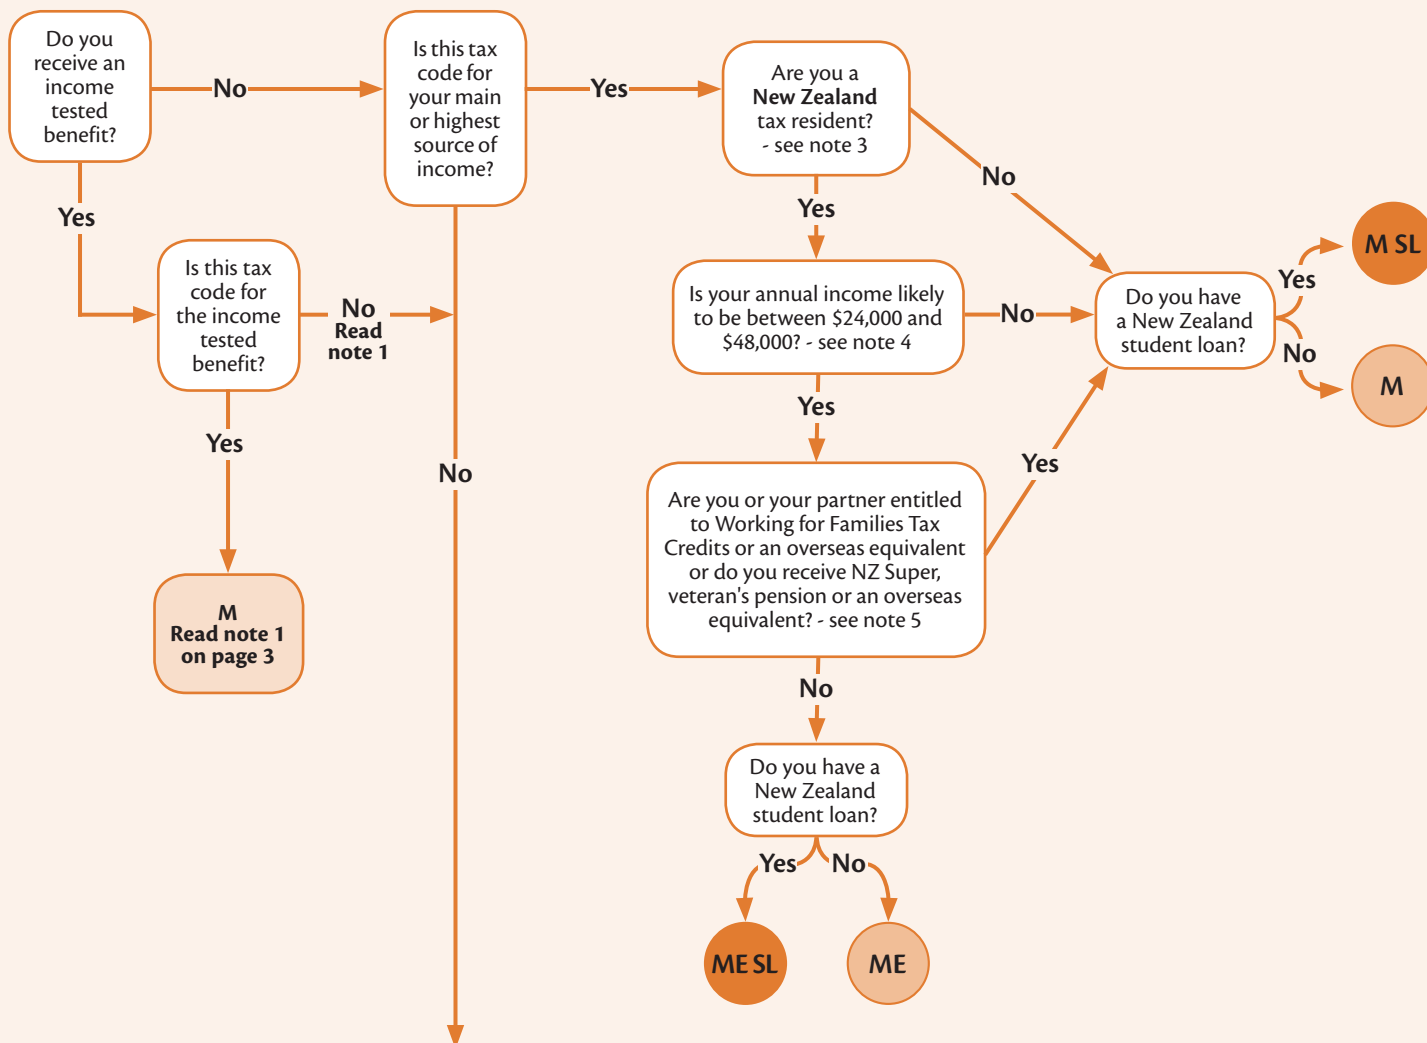 Do you
receive an
income
tested
benefit?
No
Is this tax
code for
your main
or highest
source of
income?
Yes
Are you a
New Zealand
tax resident?
- see note 3
No
Yes
Yes
Is this tax
code for
the income
tested
benefit?
No
Read
note 1
Is your annual income likely
to be between $24,000 and
$48,000? - see note 4
No
Do you have
a New Zealand
student loan?
Yes
M SL
No
M
Yes
Yes
No
Are you or your partner entitled
to Working for Families Tax
Credits or an overseas equivalent
or do you receive NZ Super,
veteran's pension or an overseas
equivalent? - see note 5
Yes
M
Read note 1
on page 3
No
Do you have a
New Zealand
student loan?
Yes
No
ME SL
ME